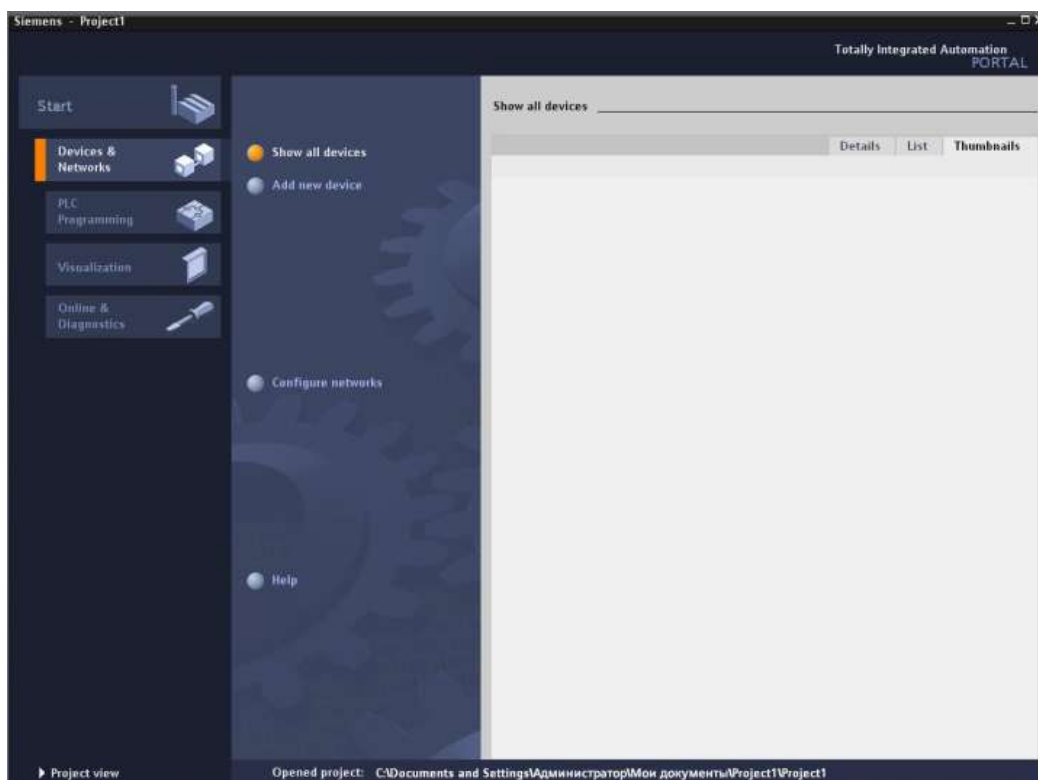 Siemens - Project1
Totally Integrated Automation
PORTAL
Start
Devices &
Networks
PLC
Programming
Visualization
Online &
Diagnostics
Show all devices
Add new device
Configure networks
Help
Show all devices
Details List Thumbnails
Project view
Opened project: C:\Documents and Settings\Администратор\Мои документы\Project1\Project1